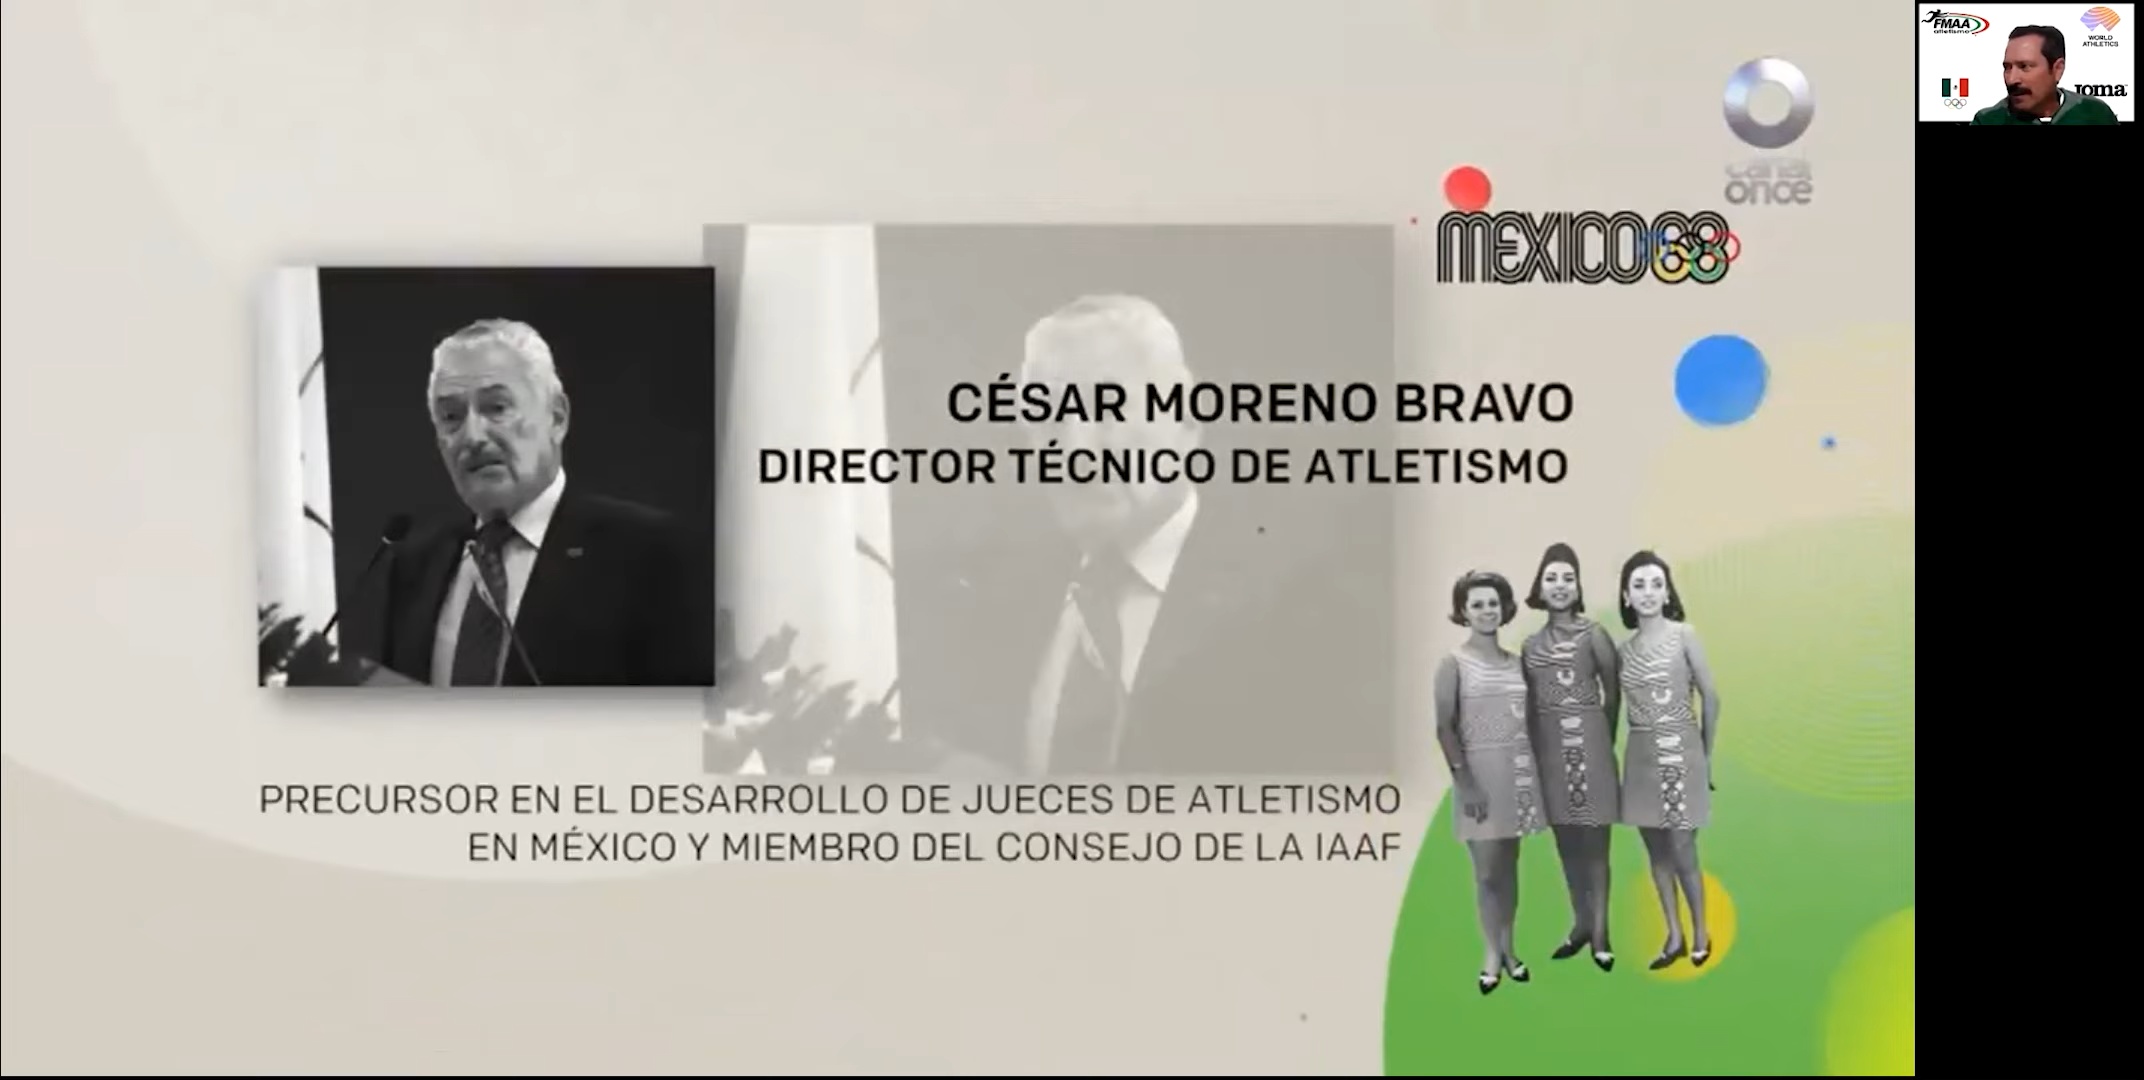 FMAA
atletismo
WORLD
ATHLETICS
JOMA
canal
once
MEXICO68
CÉSAR MORENO BRAVO
DIRECTOR TÉCNICO DE ATLETISMO
PRECURSOR EN EL DESARROLLO DE JUECES DE ATLETISMO
EN MÉXICO Y MIEMBRO DEL CONSEJO DE LA IAAF